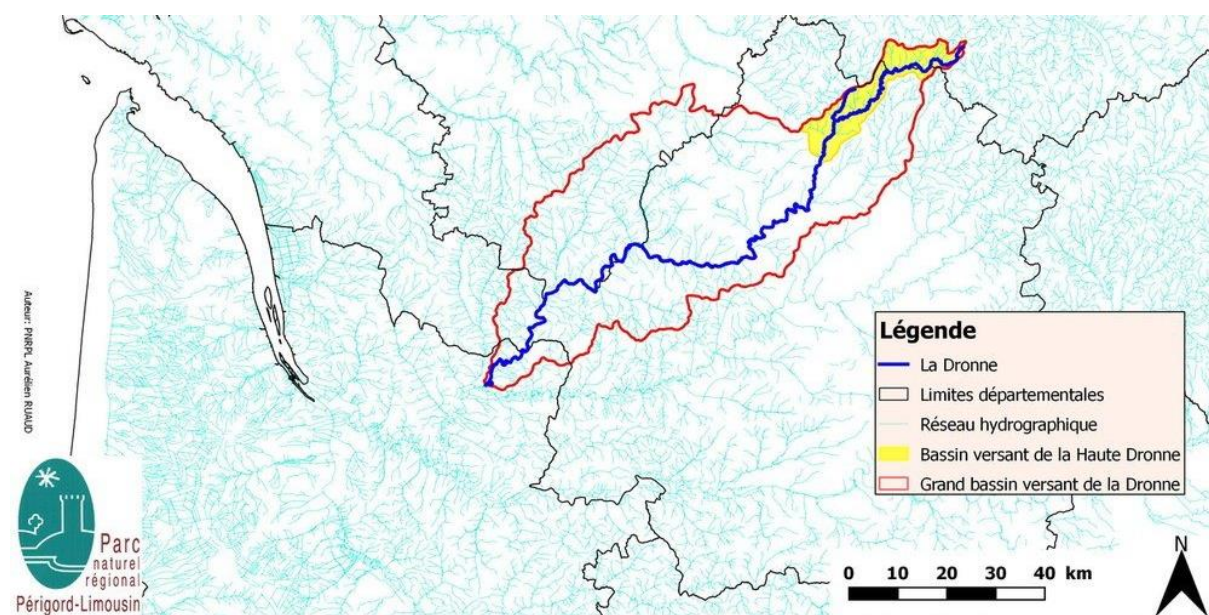 Auteur: PNRPL Aurélien RUAUD
Légende
La Dronne
Limites départementales
Réseau hydrographique
Bassin versant de la Haute Dronne
Grand bassin versant de la Dronne
Parc
naturel
régional
Périgord-Limousin
0 10 20 30 40 km
N